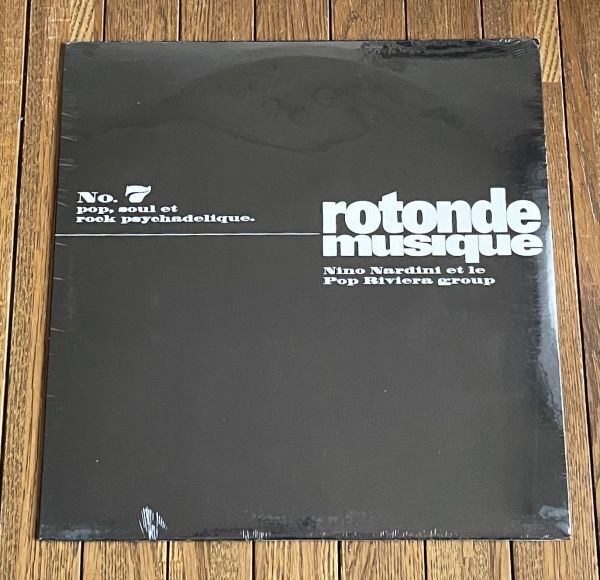 No. 7
pop, soul et
rock psychadelique.
rotonde
musique
Nino Nardini et le
Pop Riviera group